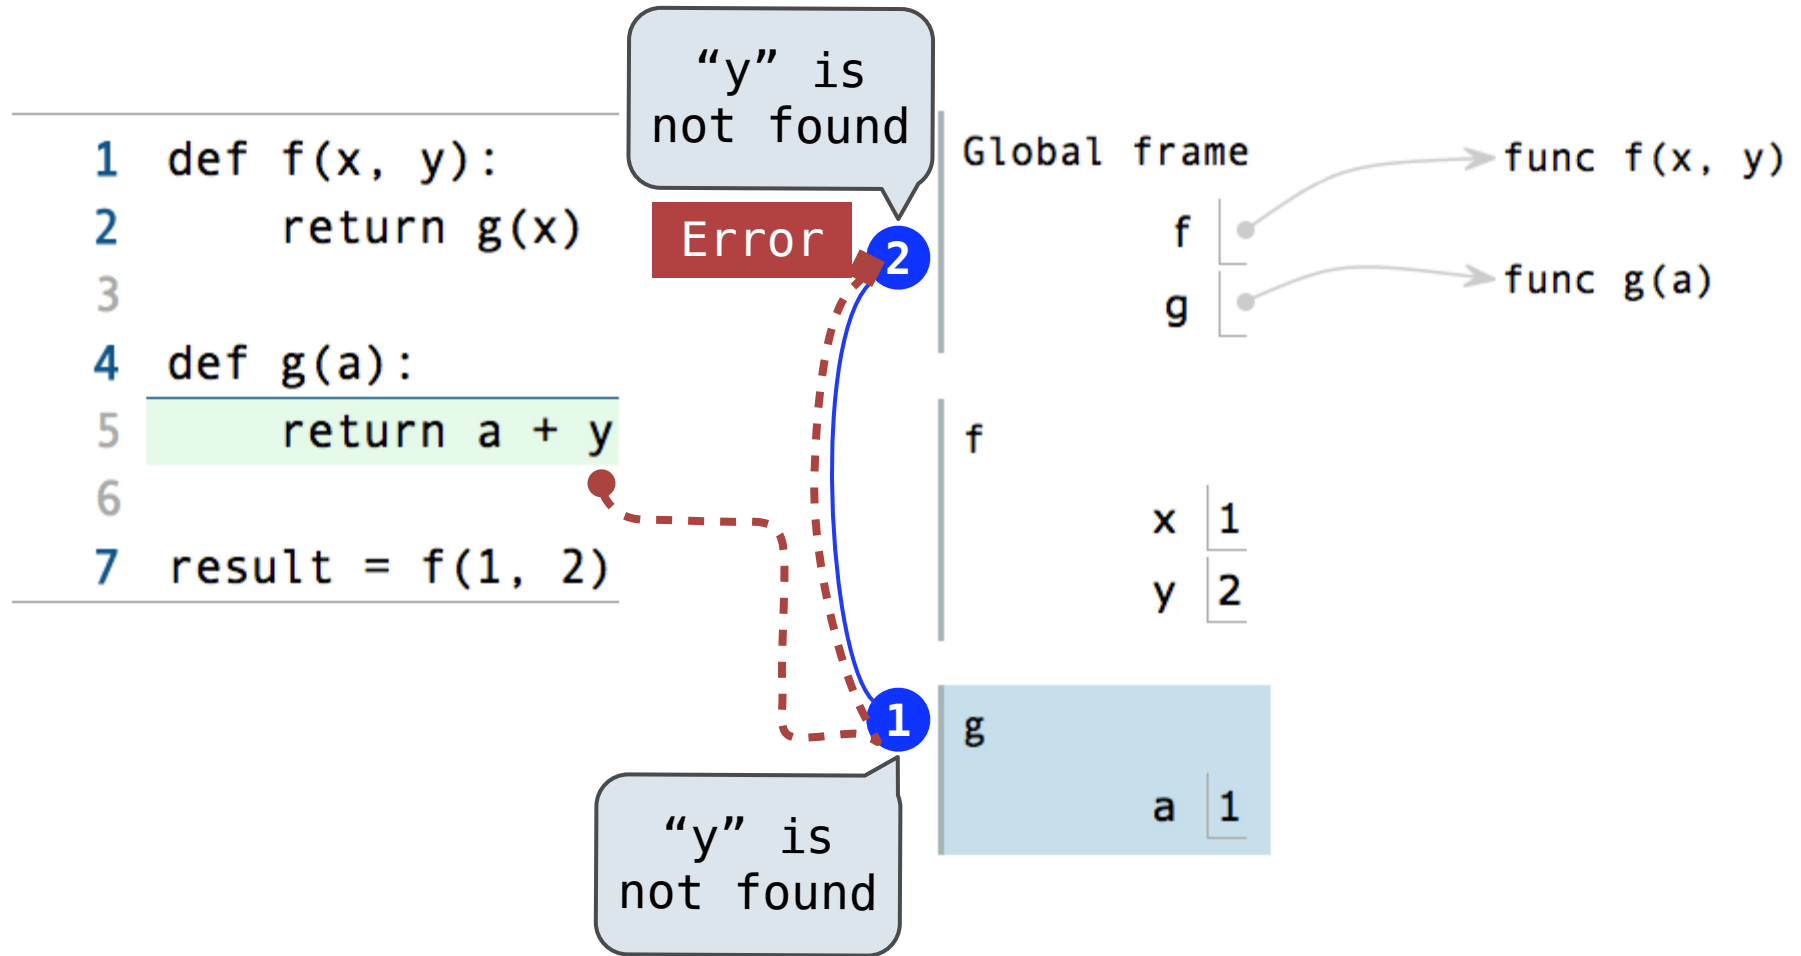 “y” is
not found
Error
1 def f(x, y):
2     return g(x)
3
4 def g(a):
5     return a + y
6
7 result = f(1, 2)
2
1
“y” is
not found
Global frame
f
g
func f(x, y)
func g(a)
f
x 1
y 2
g
a 1